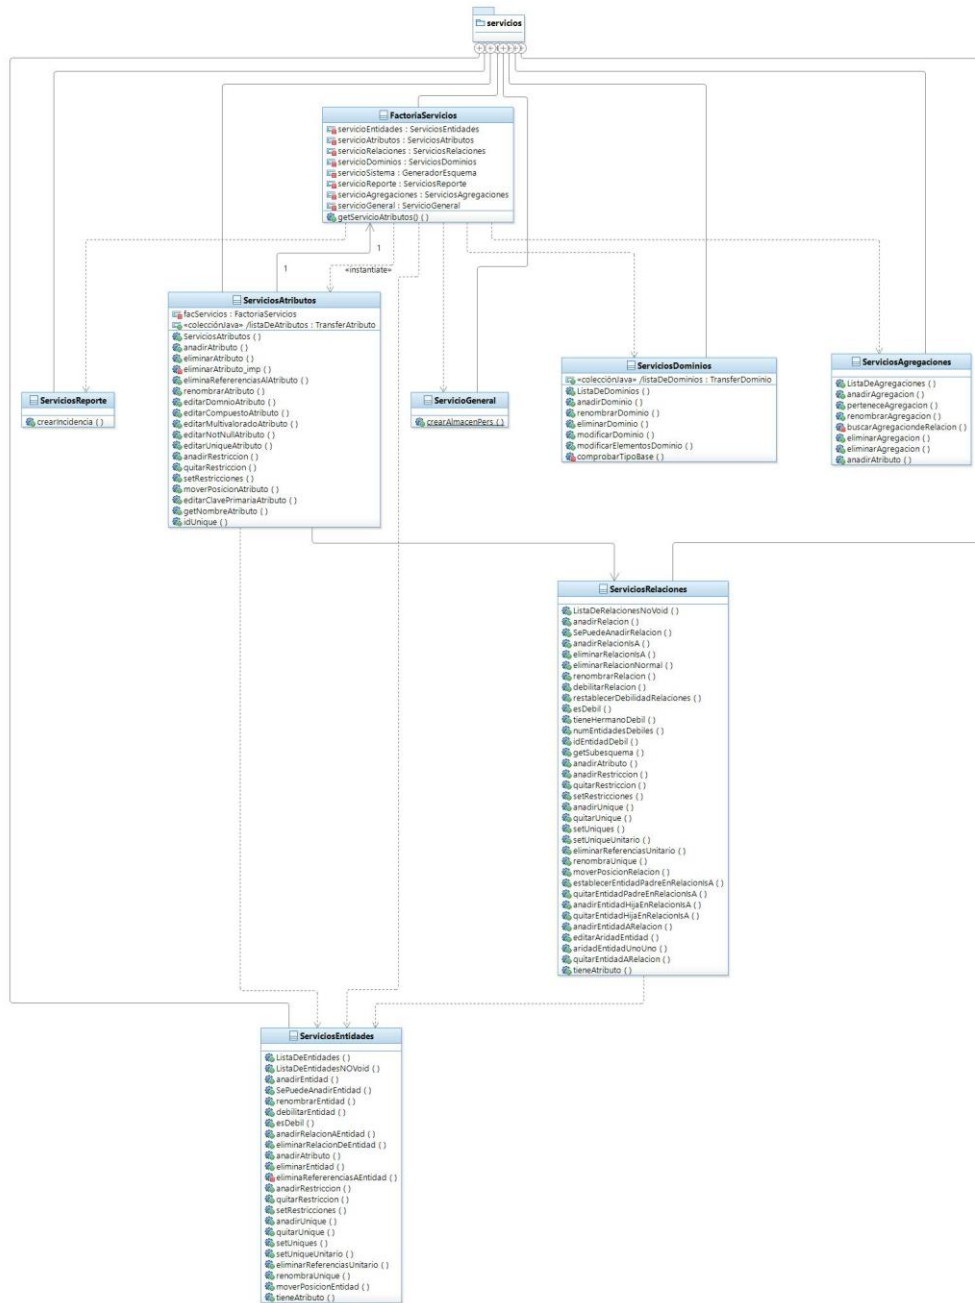 servicios
FactoriaServicios
servicioEntidades : ServiciosEntidades
servicioAtributos : ServiciosAtributos
servicioRelaciones : ServiciosRelaciones
servicioDominios : ServiciosDominios
servicioSistema : GeneradorEsquema
servicioReporte : ServiciosReporte
servicioAgregaciones : ServiciosAgregaciones
servicioGeneral : ServicioGeneral
getServicioAtributos() ( )
1
1
«instantiate»
ServiciosAtributos
facServicios : FactoriaServicios
«colecciónJava» /listaDeAtributos : TransferAtributo
ServiciosAtributos ( )
anadirAtributo ( )
eliminarAtributo ( )
eliminarAtributo_imp ( )
eliminaRefererenciasAlAtributo ( )
renombrarAtributo ( )
editarDomnioAtributo ( )
editarCompuestoAtributo ( )
editarMultivaloradoAtributo ( )
editarNotNullAtributo ( )
editarUniqueAtributo ( )
anadirRestriccion ( )
quitarRestriccion ( )
setRestricciones ( )
moverPosicionAtributo ( )
editarClavePrimariaAtributo ( )
getNombreAtributo ( )
idUnique ( )
ServiciosReporte
crearIncidencia ( )
ServicioGeneral
crearAlmacenPers ( )
ServiciosDominios
«colecciónJava» /listaDeDominios : TransferDominio
ListaDeDominios ( )
anadirDominio ( )
renombrarDominio ( )
eliminarDominio ( )
modificarDominio ( )
modificarElementosDominio ( )
comprobarTipoBase ( )
ServiciosAgregaciones
ListaDeAgregaciones ( )
anadirAgregacion ( )
perteneceAgregacion ( )
renombrarAgregacion ( )
buscarAgregaciondeRelacion ( )
eliminarAgregacion ( )
eliminarAgregacion ( )
anadirAtributo ( )
ServiciosRelaciones
ListaDeRelacionesNoVoid ( )
anadirRelacion ( )
SePuedeAnadirRelacion ( )
anadirRelacionIsA ( )
eliminarRelacionIsA ( )
eliminarRelacionNormal ( )
renombrarRelacion ( )
debilitarRelacion ( )
restablecerDebilidadRelaciones ( )
esDebil ( )
tieneHermanoDebil ( )
numEntidadesDebiles ( )
idEntidadDebil ( )
getSubesquema ( )
anadirAtributo ( )
anadirRestriccion ( )
quitarRestriccion ( )
setRestricciones ( )
anadirUnique ( )
quitarUnique ( )
setUniques ( )
setUniqueUnitario ( )
eliminarReferenciasUnitario ( )
renombraUnique ( )
moverPosicionRelacion ( )
establecerEntidadPadreEnRelacionIsA ( )
quitarEntidadPadreEnRelacionIsA ( )
anadirEntidadHijaEnRelacionIsA ( )
quitarEntidadHijaEnRelacionIsA ( )
anadirEntidadARelacion ( )
editarAridadEntidad ( )
aridadEntidadUnoUno ( )
quitarEntidadARelacion ( )
tieneAtributo ( )
ServiciosEntidades
ListaDeEntidades ( )
ListaDeEntidadesNOVoid ( )
anadirEntidad ( )
SePuedeAnadirEntidad ( )
renombrarEntidad ( )
debilitarEntidad ( )
esDebil ( )
anadirRelacionAEntidad ( )
eliminarRelacionDeEntidad ( )
anadirAtributo ( )
eliminarEntidad ( )
eliminaRefererenciasAEntidad ( )
anadirRestriccion ( )
quitarRestriccion ( )
setRestricciones ( )
anadirUnique ( )
quitarUnique ( )
setUniques ( )
setUniqueUnitario ( )
eliminarReferenciasUnitario ( )
renombraUnique ( )
moverPosicionEntidad ( )
tieneAtributo ( )